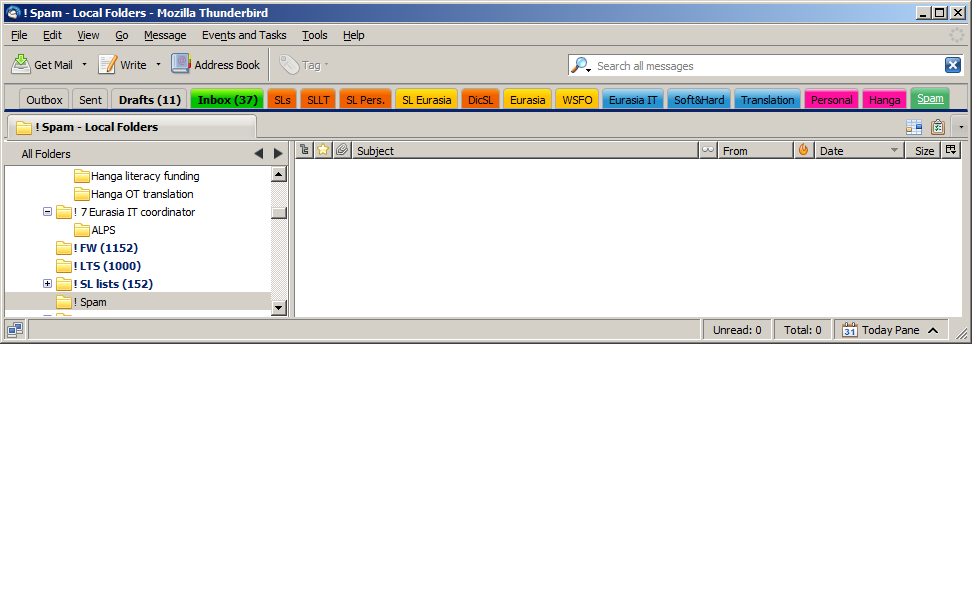 ! Spam - Local Folders - Mozilla Thunderbird
File Edit View Go Message Events and Tasks Tools Help
Get Mail Write Address Book Tag Search all messages
Outbox Sent Drafts (11) Inbox (37) SLs SLLT SL Pers. SL Eurasia DicSL Eurasia WSFO Eurasia IT Soft&Hard Translation Personal Hanga Spam
! Spam - Local Folders
All Folders Subject From Date Size
Hanga literacy funding
Hanga OT translation
! 7 Eurasia IT coordinator
ALPS
! FW (1152)
! LTS (1000)
! SL lists (152)
! Spam
Unread: 0 Total: 0 31 Today Pane